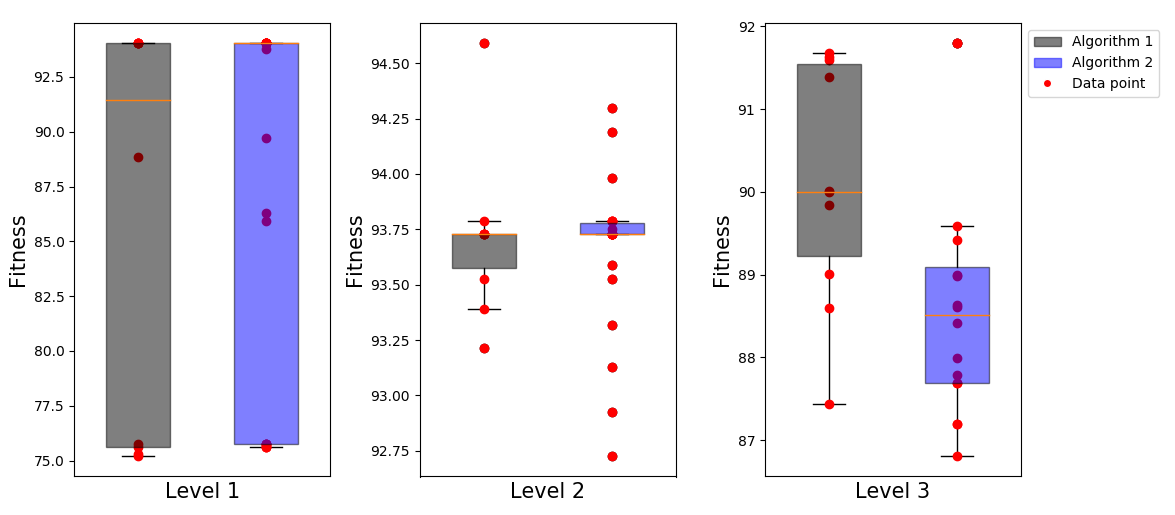 Fitness
92.5
90.0
87.5
85.0
82.5
80.0
77.5
75.0
Level 1
Fitness
94.50
94.25
94.00
93.75
93.50
93.25
93.00
92.75
Level 2
Fitness
92
91
90
89
88
87
Level 3
Algorithm 1
Algorithm 2
Data point